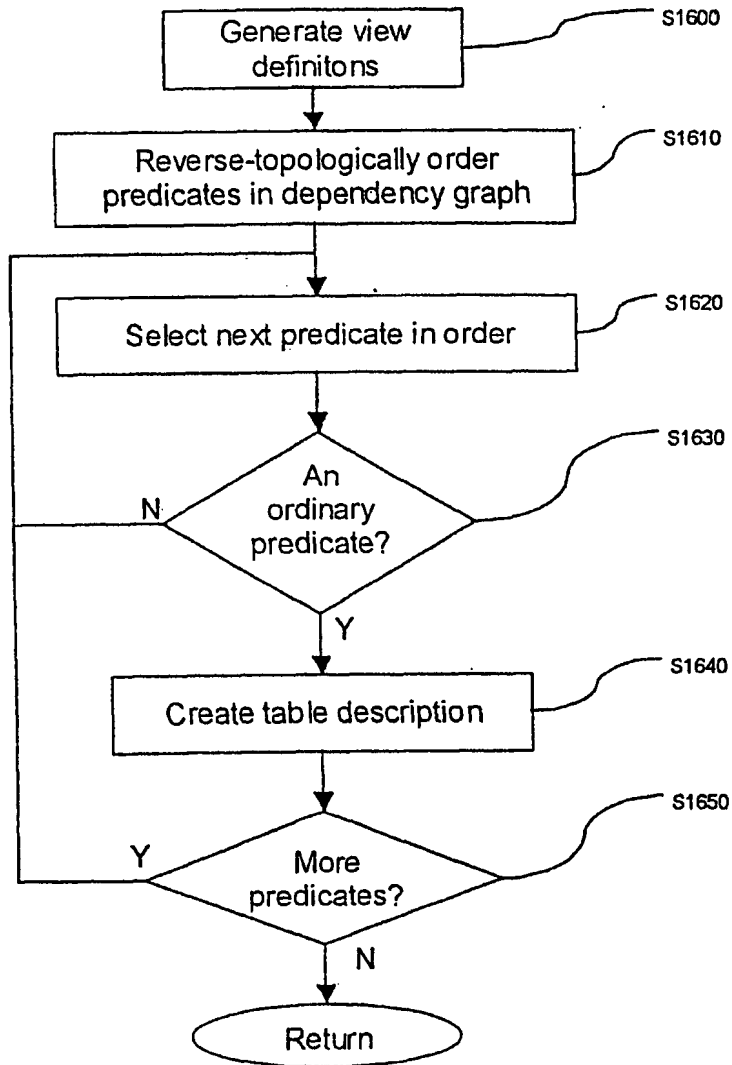 Generate view
definitons
S1600
Reverse-topologically order
predicates in dependency graph
S1610
Select next predicate in order
S1620
An
ordinary
predicate?
S1630
N
Y
Create table description
S1640
More
predicates?
S1650
Y
N
Return